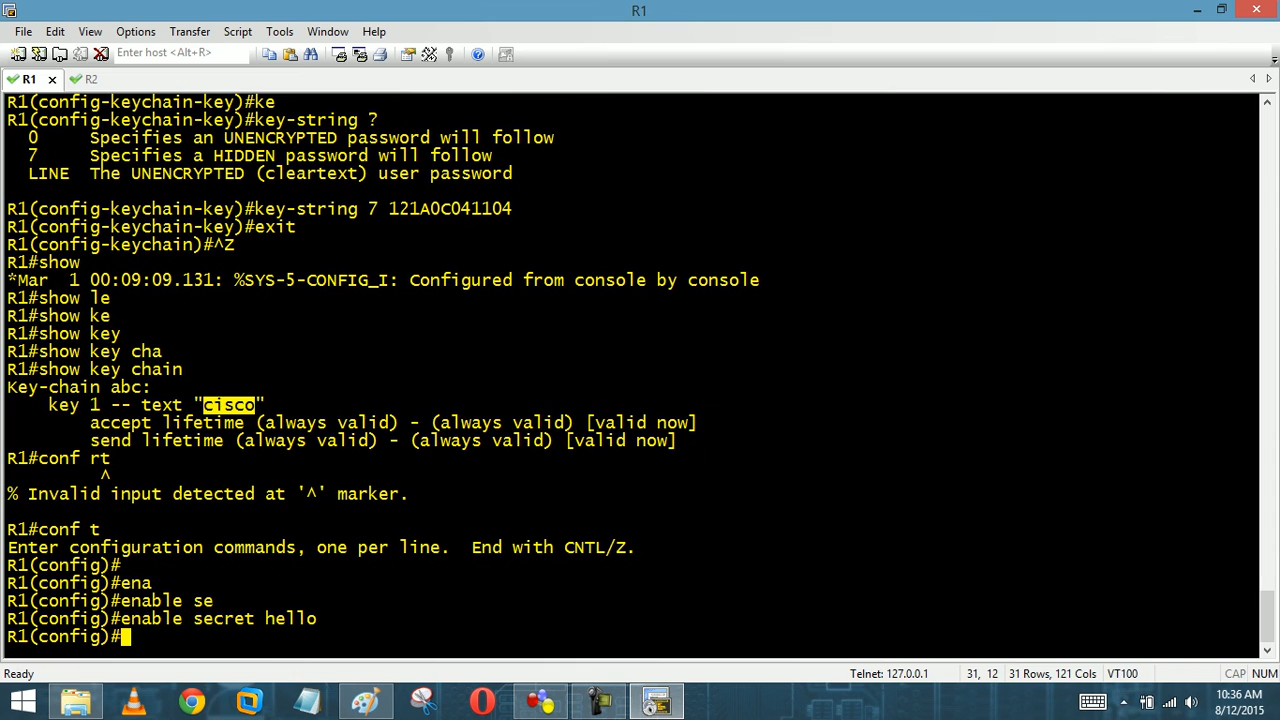 R1
File Edit View Options Transfer Script Tools Window Help
Enter host <Alt+R>
R1 R2
R1(config-keychain-key)#ke
R1(config-keychain-key)#key-string ?
0 Specifies an UNENCRYPTED password will follow
7 Specifies a HIDDEN password will follow
LINE The UNENCRYPTED (cleartext) user password
R1(config-keychain-key)#key-string 7 121A0C041104
R1(config-keychain-key)#exit
R1(config-keychain)#^Z
R1#show
*Mar 1 00:09:09.131: %SYS-5-CONFIG_I: Configured from console by console
R1#show le
R1#show ke
R1#show key
R1#show key cha
R1#show key chain
Key-chain abc:
key 1 -- text "cisco"
accept lifetime (always valid) - (always valid) [valid now]
send lifetime (always valid) - (always valid) [valid now]
R1#conf rt
^
% Invalid input detected at '^' marker.
R1#conf t
Enter configuration commands, one per line. End with CNTL/Z.
R1(config)#
R1(config)#ena
R1(config)#enable se
R1(config)#enable secret hello
R1(config)#
Ready Telnet: 127.0.0.1 31, 12 31 Rows, 121 Cols VT100 CAP NUM
10:36 AM
8/12/2015